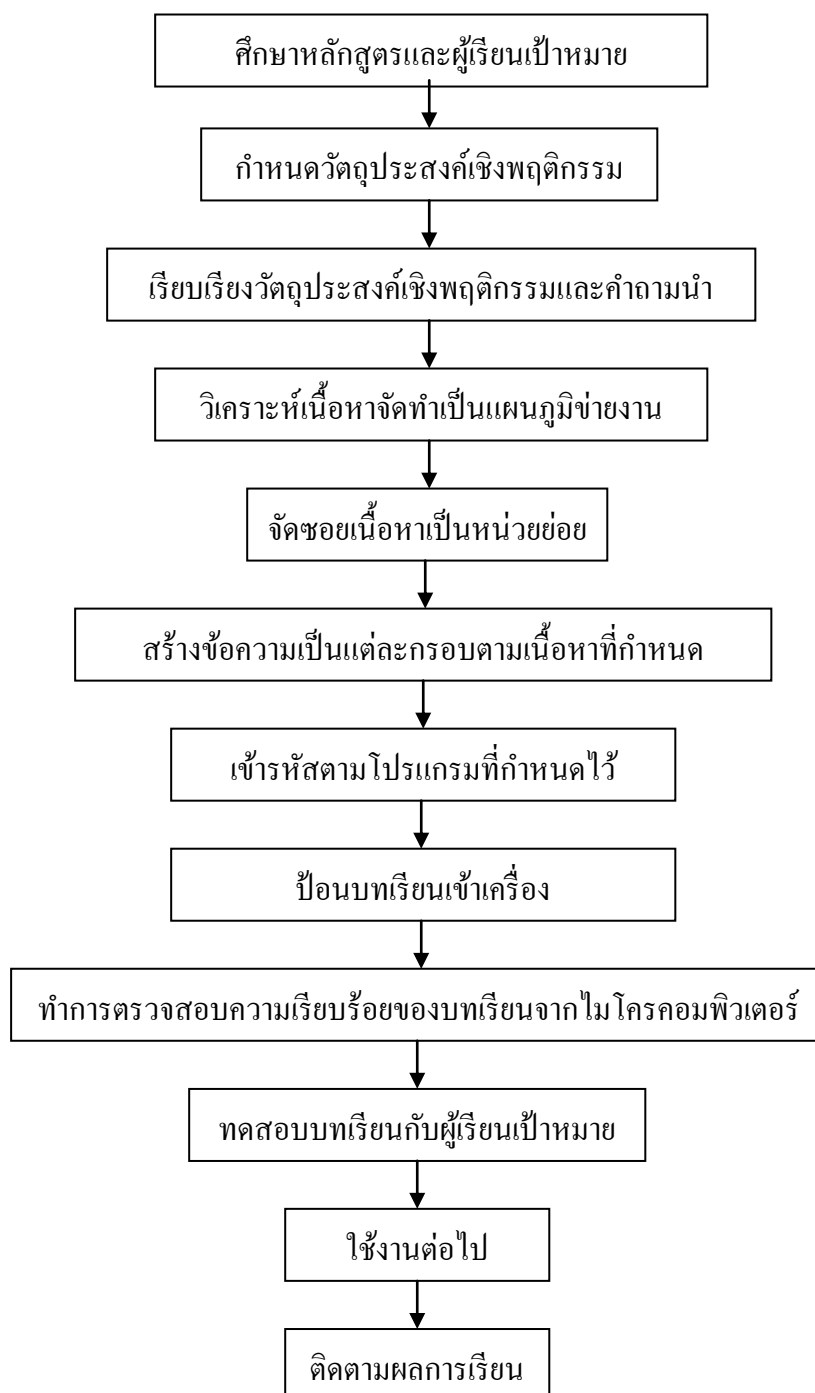 ศึกษาหลักสูตรและผู้เรียนเป้าหมาย
กำหนดวัตถุประสงค์เชิงพฤติกรรม
เรียบเรียงวัตถุประสงค์เชิงพฤติกรรมและคำถามนำ
วิเคราะห์เนื้อหาจัดทำเป็นแผนภูมิข่ายงาน
จัดซอยเนื้อหาเป็นหน่วยย่อย
สร้างข้อความเป็นแต่ละกรอบตามเนื้อหาที่กำหนด
เข้ารหัสตามโปรแกรมที่กำหนดไว้
ป้อนบทเรียนเข้าเครื่อง
ทำการตรวจสอบความเรียบร้อยของบทเรียนจากไมโครคอมพิวเตอร์
ทดสอบบทเรียนกับผู้เรียนเป้าหมาย
ใช้งานต่อไป
ติดตามผลการเรียน